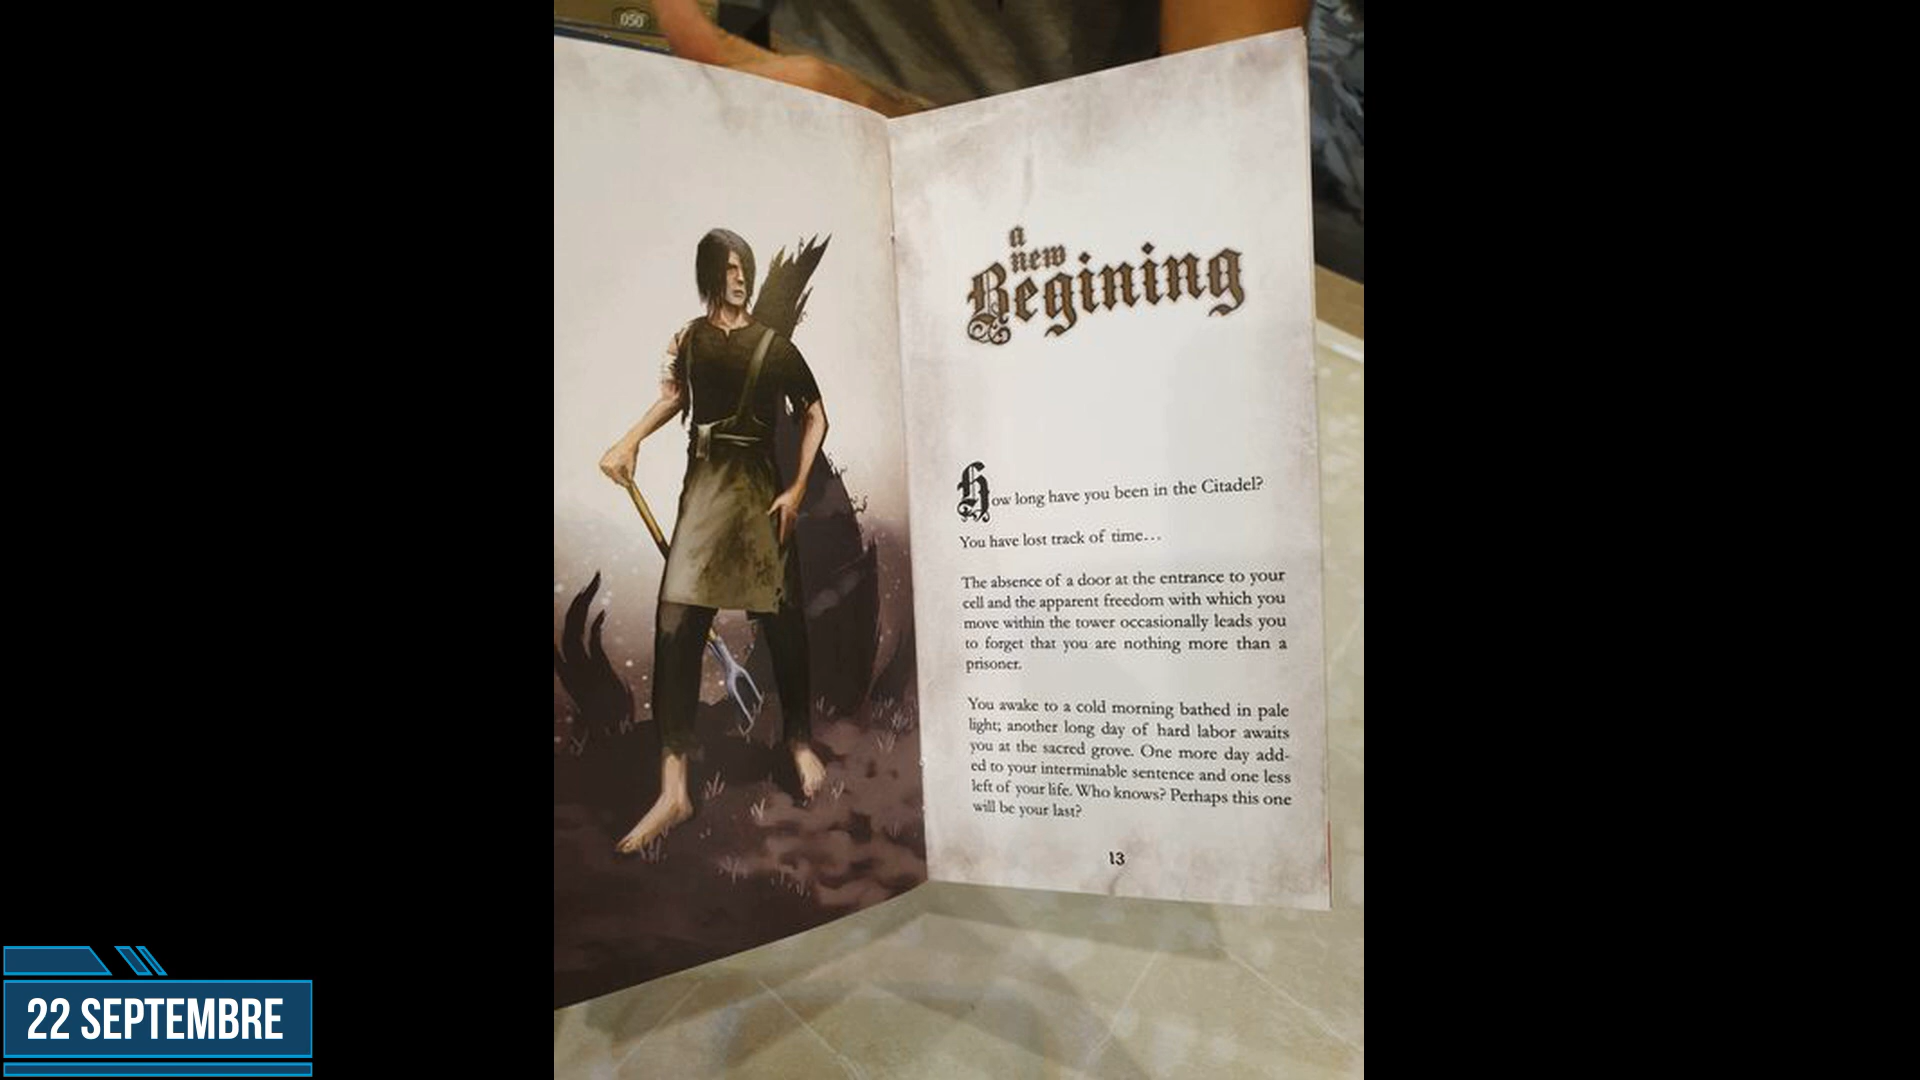 050
a
new
Begining
How long have you been in the Citadel?
You have lost track of time...
The absence of a door at the entrance to your
cell and the apparent freedom with which you
move within the tower occasionally leads you
to forget that you are nothing more than a
prisoner.
You awake to a cold morning bathed in pale
light; another long day of hard labor awaits
you at the sacred grove. One more day add-
ed to your interminable sentence and one less
left of your life. Who knows? Perhaps this one
will be your last?
13
22 SEPTEMBRE